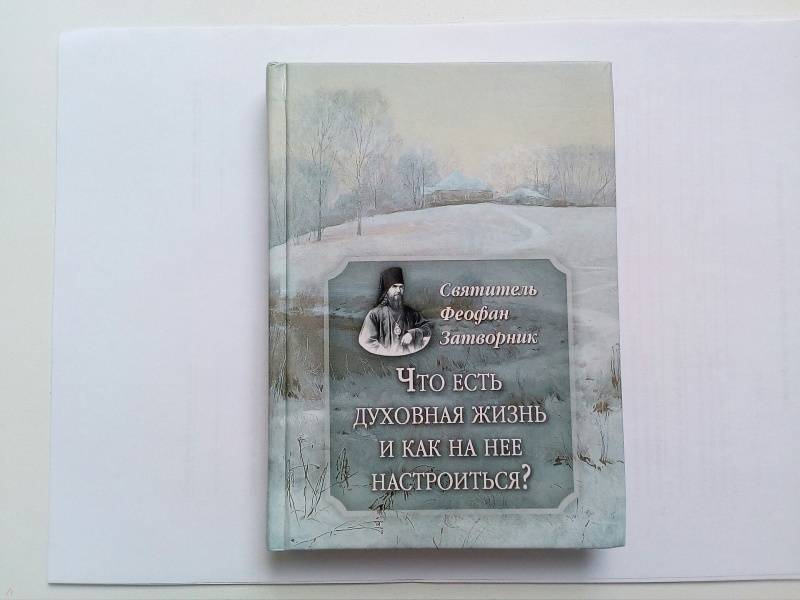 Святитель
Феофан
Затворник
Что есть
духовная жизнь
и как на нее
настроиться?